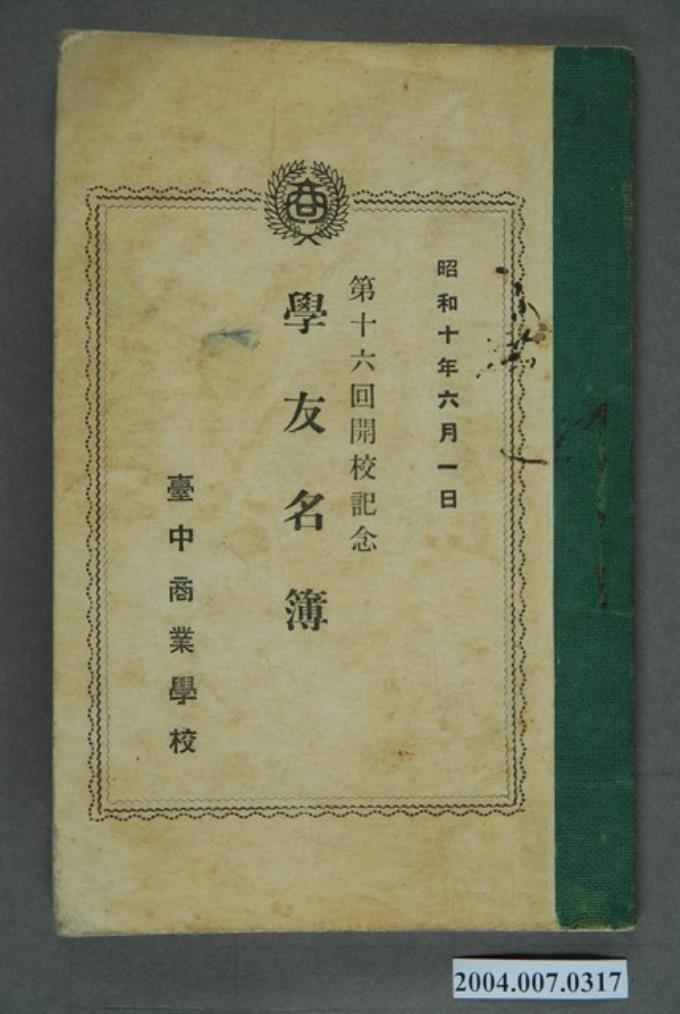 昭和十年六月一日
第十六回開校記念
學友名簿
臺中商業學校
商
2004.007.0317